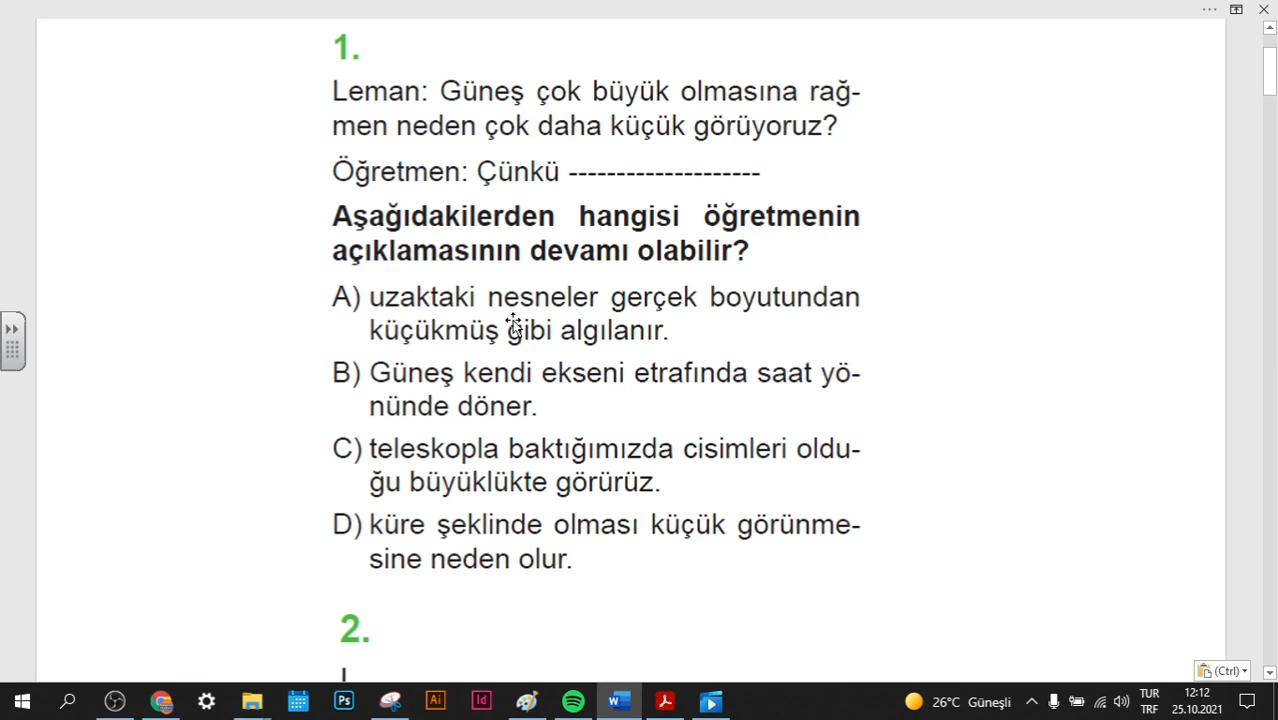 1.
Leman: Güneş çok büyük olmasına rağ-
men neden çok daha küçük görüyoruz?
Öğretmen: Çünkü --------------------
Aşağıdakilerden hangisi öğretmenin
açıklamasının devamı olabilir?
A) uzaktaki nesneler gerçek boyutundan
küçükmüş gibi algılanır.
B) Güneş kendi ekseni etrafında saat yö-
nünde döner.
C) teleskopla baktığımızda cisimleri oldu-
ğu büyüklükte görürüz.
D) küre şeklinde olması küçük görünme-
sine neden olur.
2.
(Ctrl)
Ps
Ai
Id
26°C Güneşli
TUR
TRF
12:12
25.10.2021